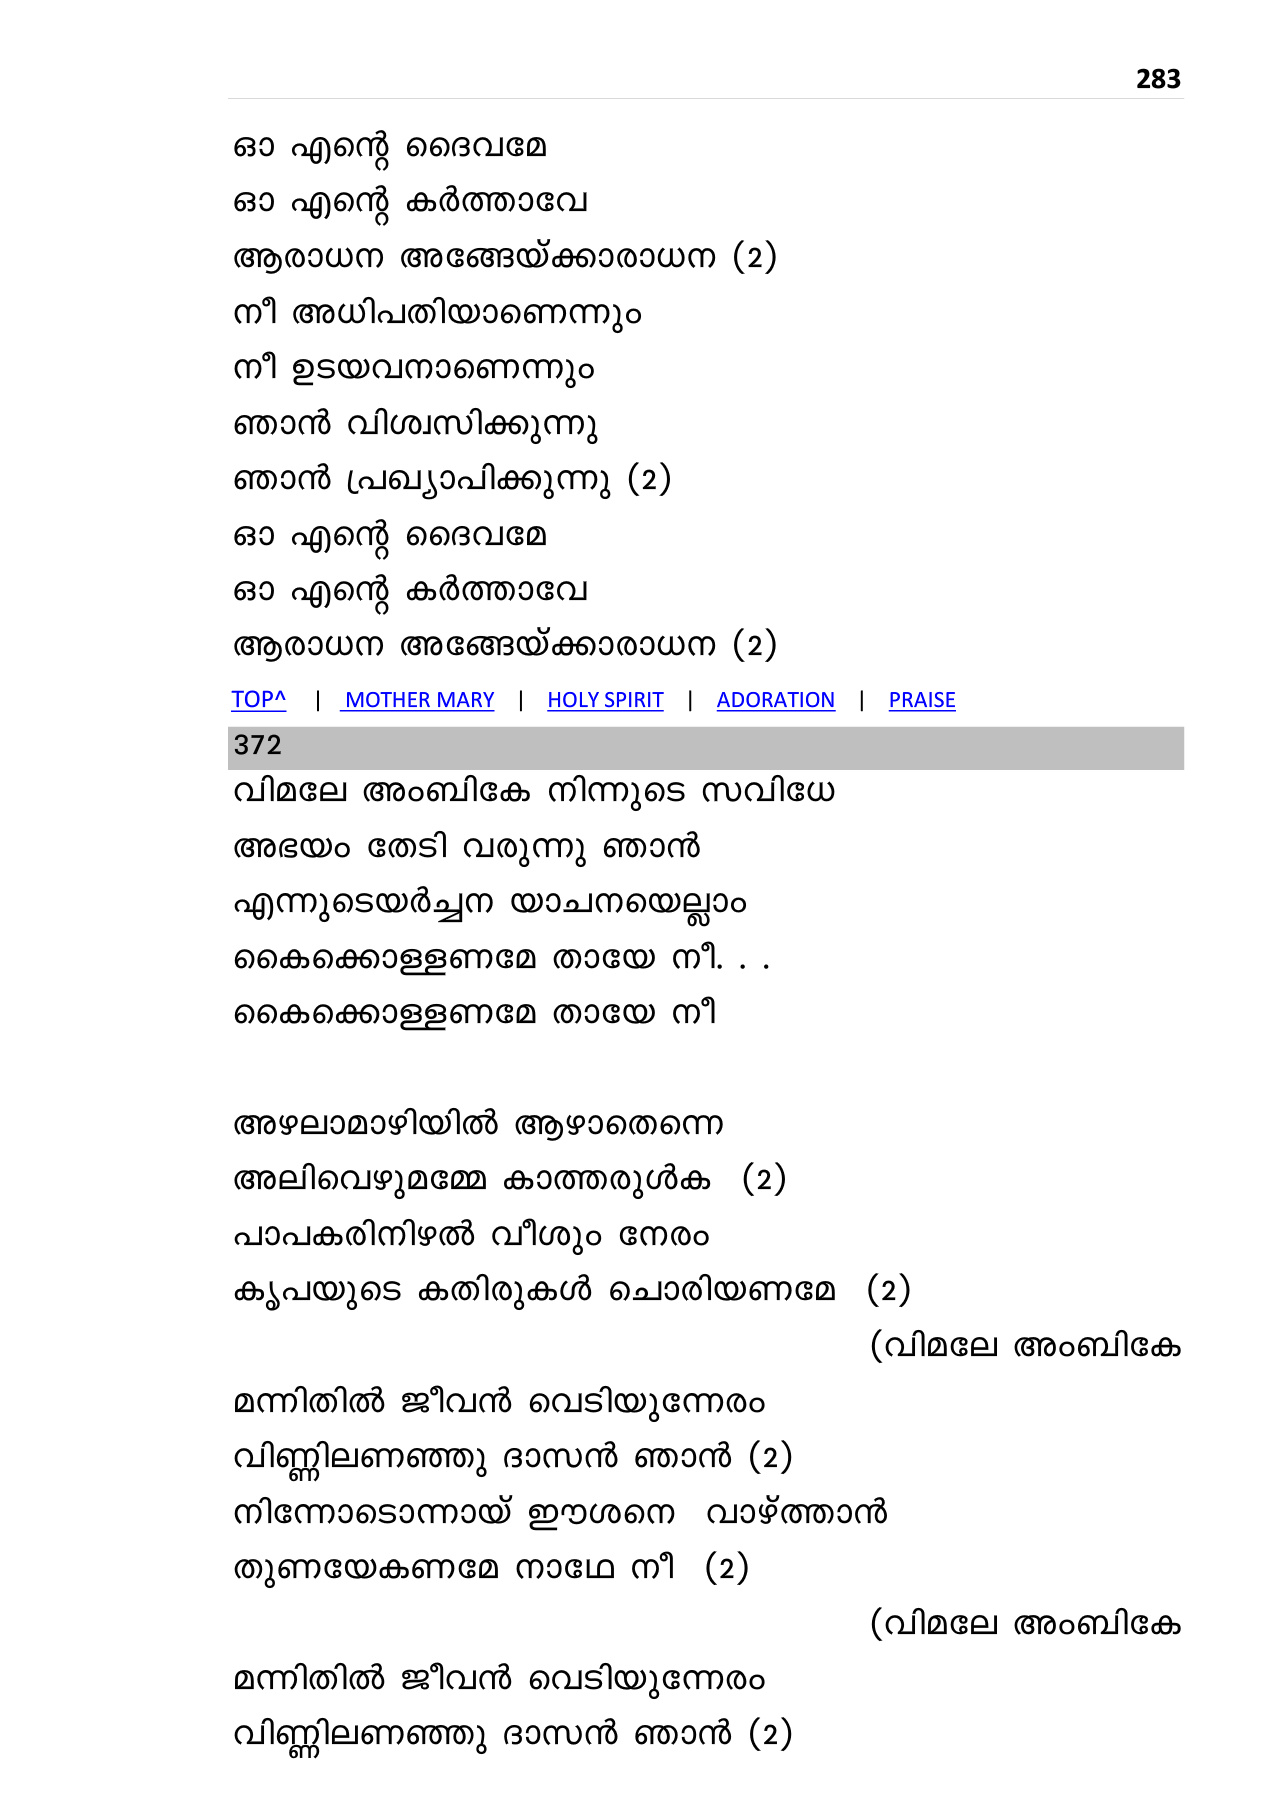 283
ഓ എന്റെ ദൈവമേ
ഓ എന്റെ കർത്താവേ
ആരാധന അങ്ങേയ്ക്കാരാധന (2)
നീ അധിപതിയാണെന്നും
നീ ഉടയവനാണെന്നും
ഞാൻ വിശ്വസിക്കുന്നു
ഞാൻ പ്രഖ്യാപിക്കുന്നു (2)
ഓ എന്റെ ദൈവമേ
ഓ എന്റെ കർത്താവേ
ആരാധന അങ്ങേയ്ക്കാരാധന (2)
TOP^ | MOTHER MARY | HOLY SPIRIT | ADORATION | PRAISE
372
വിമലേ അംബികേ നിന്നുടെ സവിധേ
അഭയം തേടി വരുന്നു ഞാൻ
എന്നുടെയർച്ചന യാചനയെല്ലാം
കൈക്കൊള്ളണമേ തായേ നീ. . .
കൈക്കൊള്ളണമേ തായേ നീ
അഴലാമാഴിയിൽ ആഴാതെന്നെ
അലിവെഴുമമ്മേ കാത്തരുൾക (2)
പാപകരിനിഴൽ വീശും നേരം
കൃപയുടെ കതിരുകൾ ചൊരിയണമേ (2)
(വിമലേ അംബികേ
മന്നിതിൽ ജീവൻ വെടിയുന്നേരം
വിണ്ണിലണഞ്ഞു ദാസൻ ഞാൻ (2)
നിന്നോടൊന്നായ് ഈശനെ വാഴ്ത്താൻ
തുണയേകണമേ നാഥേ നീ (2)
(വിമലേ അംബികേ
മന്നിതിൽ ജീവൻ വെടിയുന്നേരം
വിണ്ണിലണഞ്ഞു ദാസൻ ഞാൻ (2)